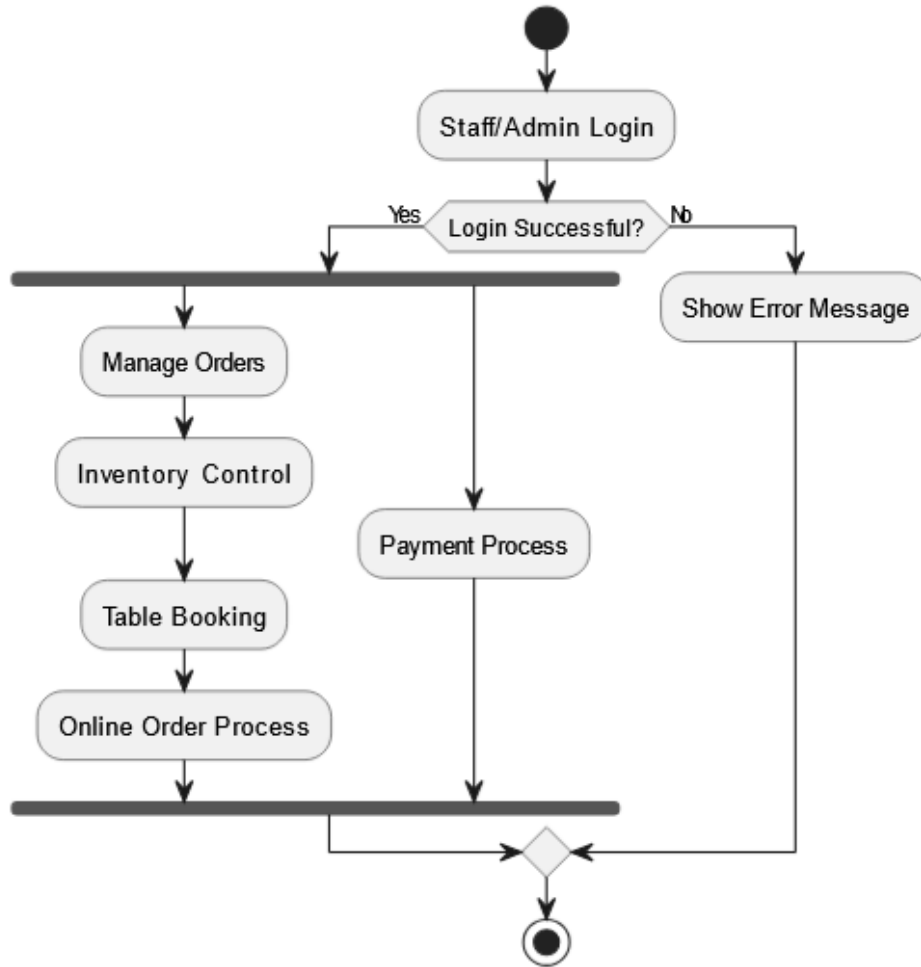 Staff/Admin Login
Yes
Login Successful?
No
Show Error Message
Manage Orders
Inventory Control
Payment Process
Table Booking
Online Order Process